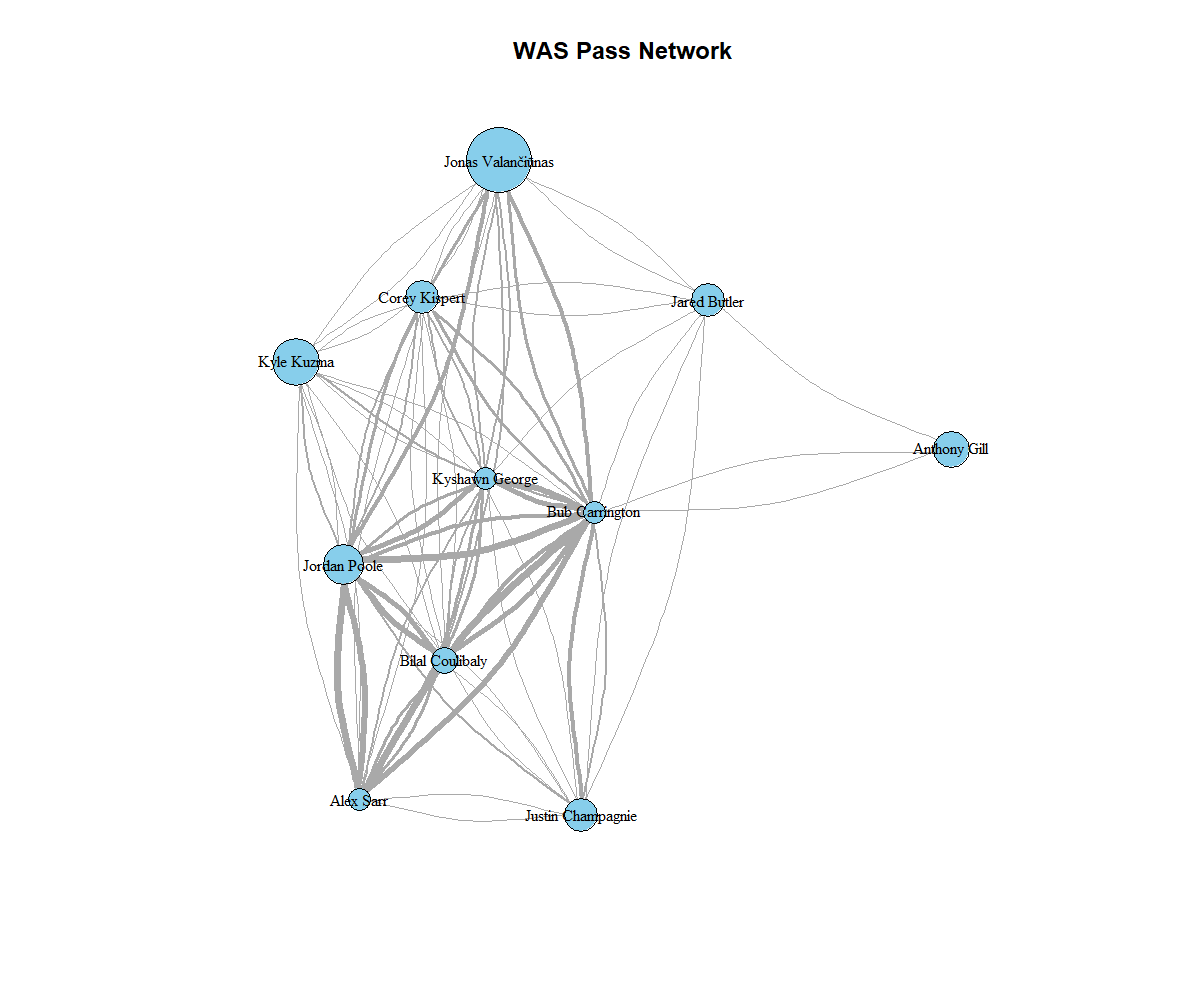 WAS Pass Network
Jonas Valančiūnas
Corey Kispert
Jared Butler
Kyle Kuzma
Anthony Gill
Kyshawn George
Bub Carrington
Jordan Poole
Bilal Coulibaly
Alex Sarr
Justin Champagnie